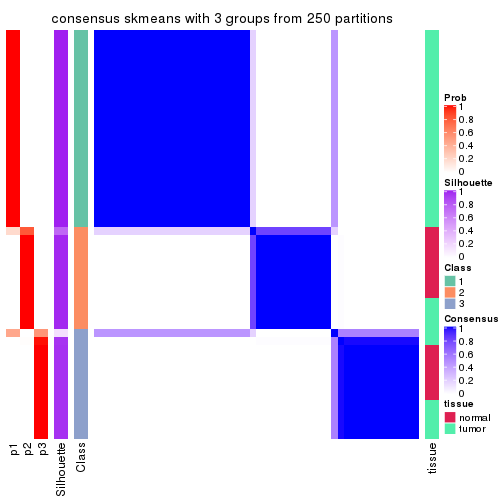 consensus skmeans with 3 groups from 250 partitions
Prob
1
0.8
0.6
0.4
0.2
0
Silhouette
1
0.8
0.6
0.4
0.2
0
Class
1
2
3
Consensus
1
0.8
0.6
0.4
0.2
0
tissue
normal
tumor
p1
p2
p3
Silhouette
Class
tissue